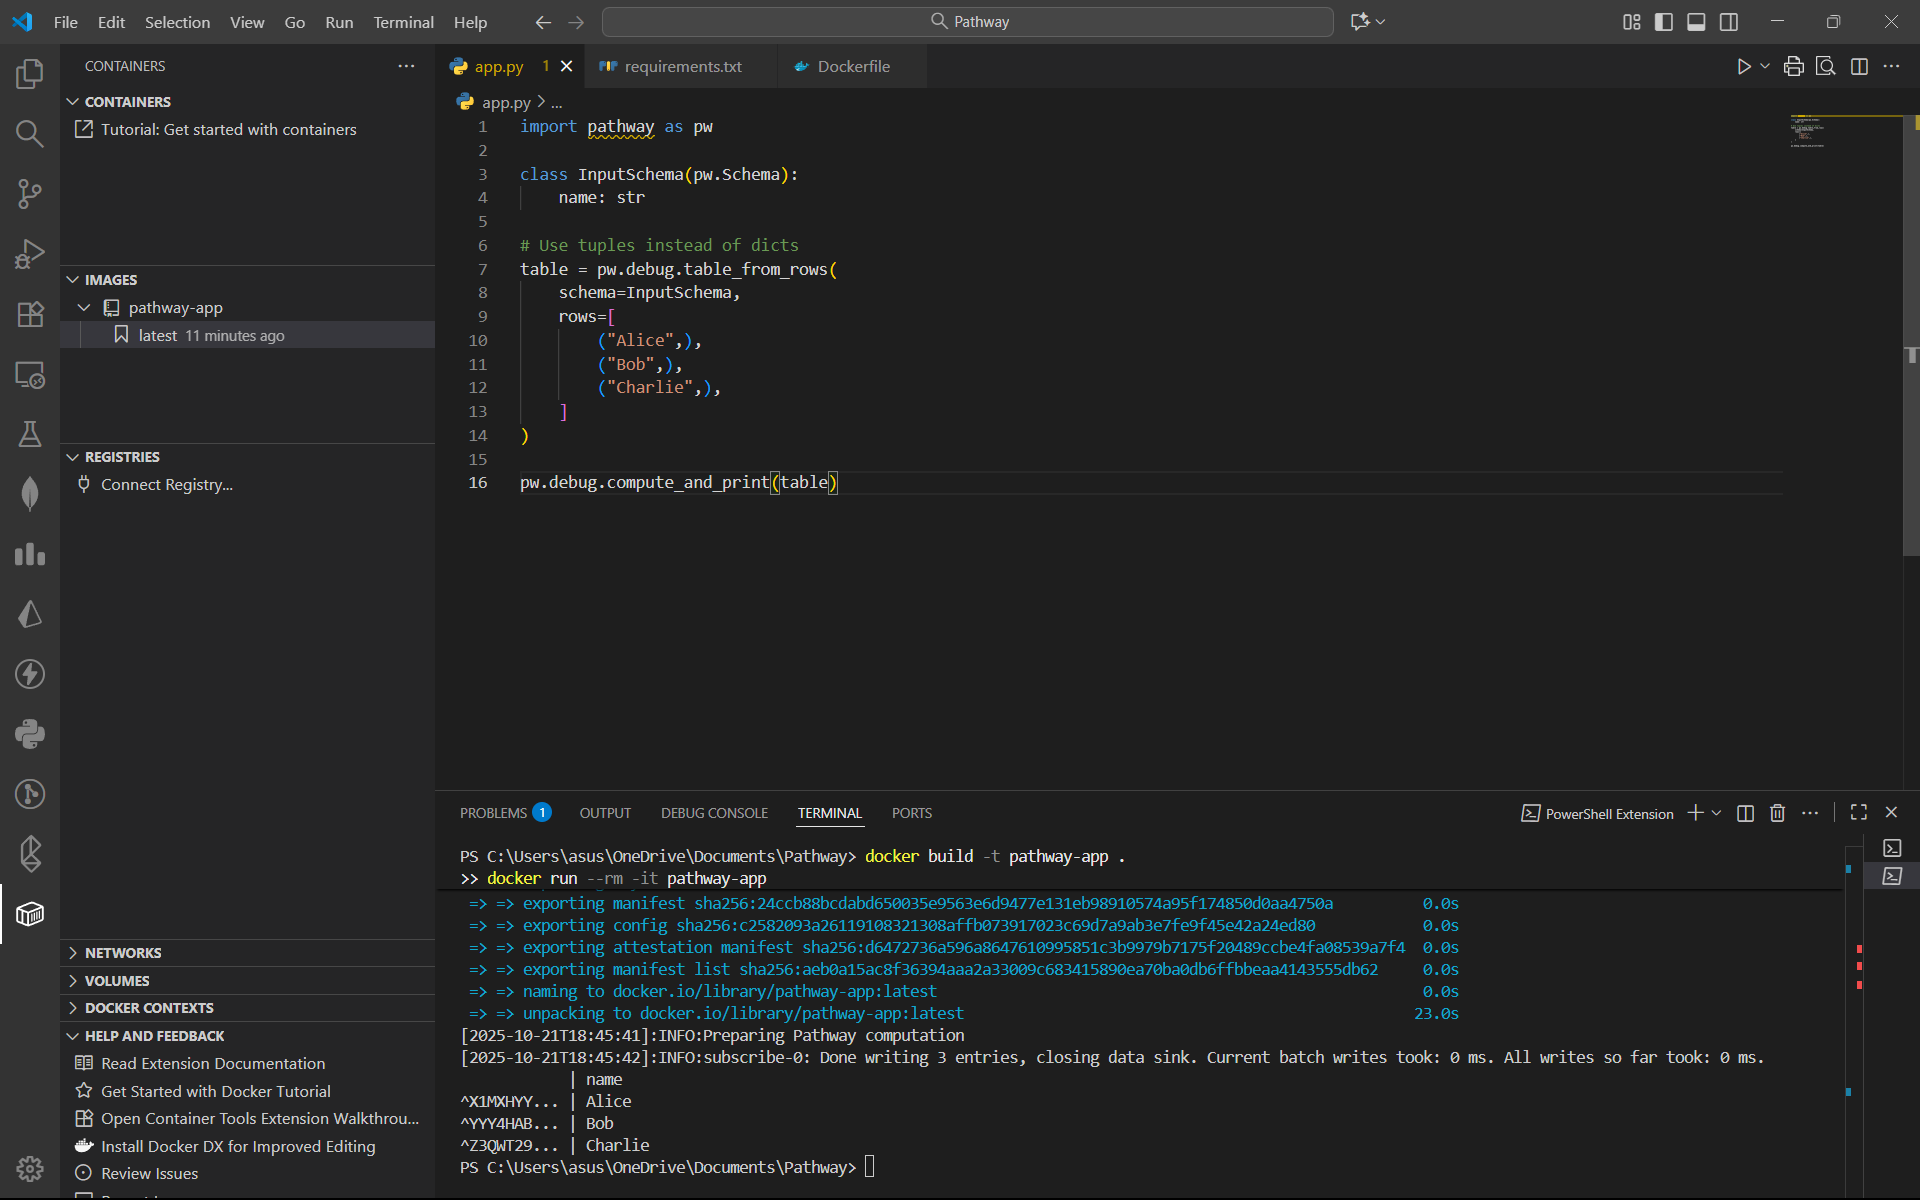 File Edit Selection View Go Run Terminal Help
Pathway
CONTAINERS
CONTAINERS
Tutorial: Get started with containers
IMAGES
pathway-app
latest 11 minutes ago
REGISTRIES
Connect Registry...
NETWORKS
VOLUMES
DOCKER CONTEXTS
HELP AND FEEDBACK
Read Extension Documentation
Get Started with Docker Tutorial
Open Container Tools Extension Walkthrou...
Install Docker DX for Improved Editing
Review Issues
app.py 1
requirements.txt
Dockerfile
app.py > ...
1 import pathway as pw
2
3 class InputSchema(pw.Schema):
4     name: str
5
6 # Use tuples instead of dicts
7 table = pw.debug.table_from_rows(
8     schema=InputSchema,
9     rows=[
10         ("Alice",),
11         ("Bob",),
12         ("Charlie",),
13     ]
14 )
15
16 pw.debug.compute_and_print(table)
PROBLEMS 1 OUTPUT DEBUG CONSOLE TERMINAL PORTS
PowerShell Extension
PS C:\Users\asus\OneDrive\Documents\Pathway> docker build -t pathway-app .
>> docker run --rm -it pathway-app
=> => exporting manifest sha256:24ccb88bcdabd650035e9563e6d9477e131eb98910574a95f174850d0aa4750a 0.0s
=> => exporting config sha256:c2582093a26119108321308affb073917023c69d7a9ab3e7fe9f45e42a24ed80 0.0s
=> => exporting attestation manifest sha256:d6472736a596a8647610995851c3b9979b7175f20489ccbe4fa08539a7f4 0.0s
=> => exporting manifest list sha256:aeb0a15ac8f36394aaa2a33009c683415890ea70ba0db6ffbbeaa4143555db62 0.0s
=> => naming to docker.io/library/pathway-app:latest 0.0s
=> => unpacking to docker.io/library/pathway-app:latest 23.0s
[2025-10-21T18:45:41]:INFO:Preparing Pathway computation
[2025-10-21T18:45:42]:INFO:subscribe-0: Done writing 3 entries, closing data sink. Current batch writes took: 0 ms. All writes so far took: 0 ms.
| name
^X1MXHYY... | Alice
^YYY4HAB... | Bob
^Z3QWT29... | Charlie
PS C:\Users\asus\OneDrive\Documents\Pathway>